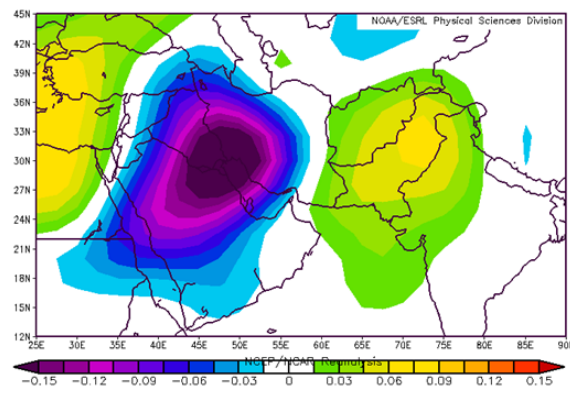 45N
NOAA/ESRL Physical Sciences Division
42N
39N
36N
33N
30N
27N
24N
21N
18N
15N
12N
25E 30E 35E 40E 45E 50E 55E 60E 65E 70E 75E 80E 85E 90E
NCEP/NCAR Reanalysis
−0.15 −0.12 −0.09 −0.06 −0.03 0 0.03 0.06 0.09 0.12 0.15